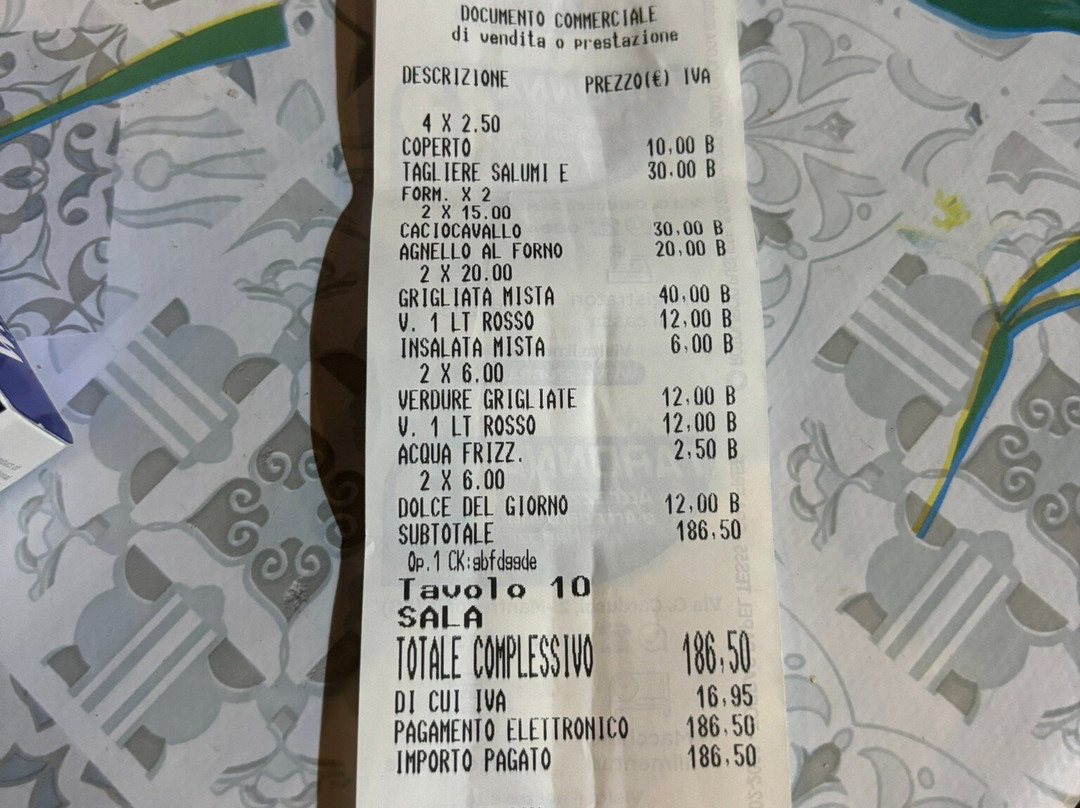 DOCUMENTO COMMERCIALE
di vendita o prestazione
DESCRIZIONE PREZZO(€) IVA
4 X 2.50
COPERTO 10,00 B
TAGLIERE SALUMI E 30.00 B
FORM. X 2
2 X 15.00
CACIOCAVALLO 30,00 B
AGNELLO AL FORNO 20,00 B
2 X 20.00
GRIGLIATA MISTA 40,00 B
V. 1 LT ROSSO 12,00 B
INSALATA MISTA 6,00 B
2 X 6.00
VERDURE GRIGLIATE 12,00 B
V. 1 LT ROSSO 12,00 B
ACQUA FRIZZ. 2,50 B
2 X 6.00
DOLCE DEL GIORNO 12,00 B
SUBTOTALE 186,50
Op.1 CK:gbfdggde
Tavolo 10
SALA
TOTALE COMPLESSIVO 186,50
DI CUI IVA 16,95
PAGAMENTO ELETTRONICO 186,50
IMPORTO PAGATO 186,50